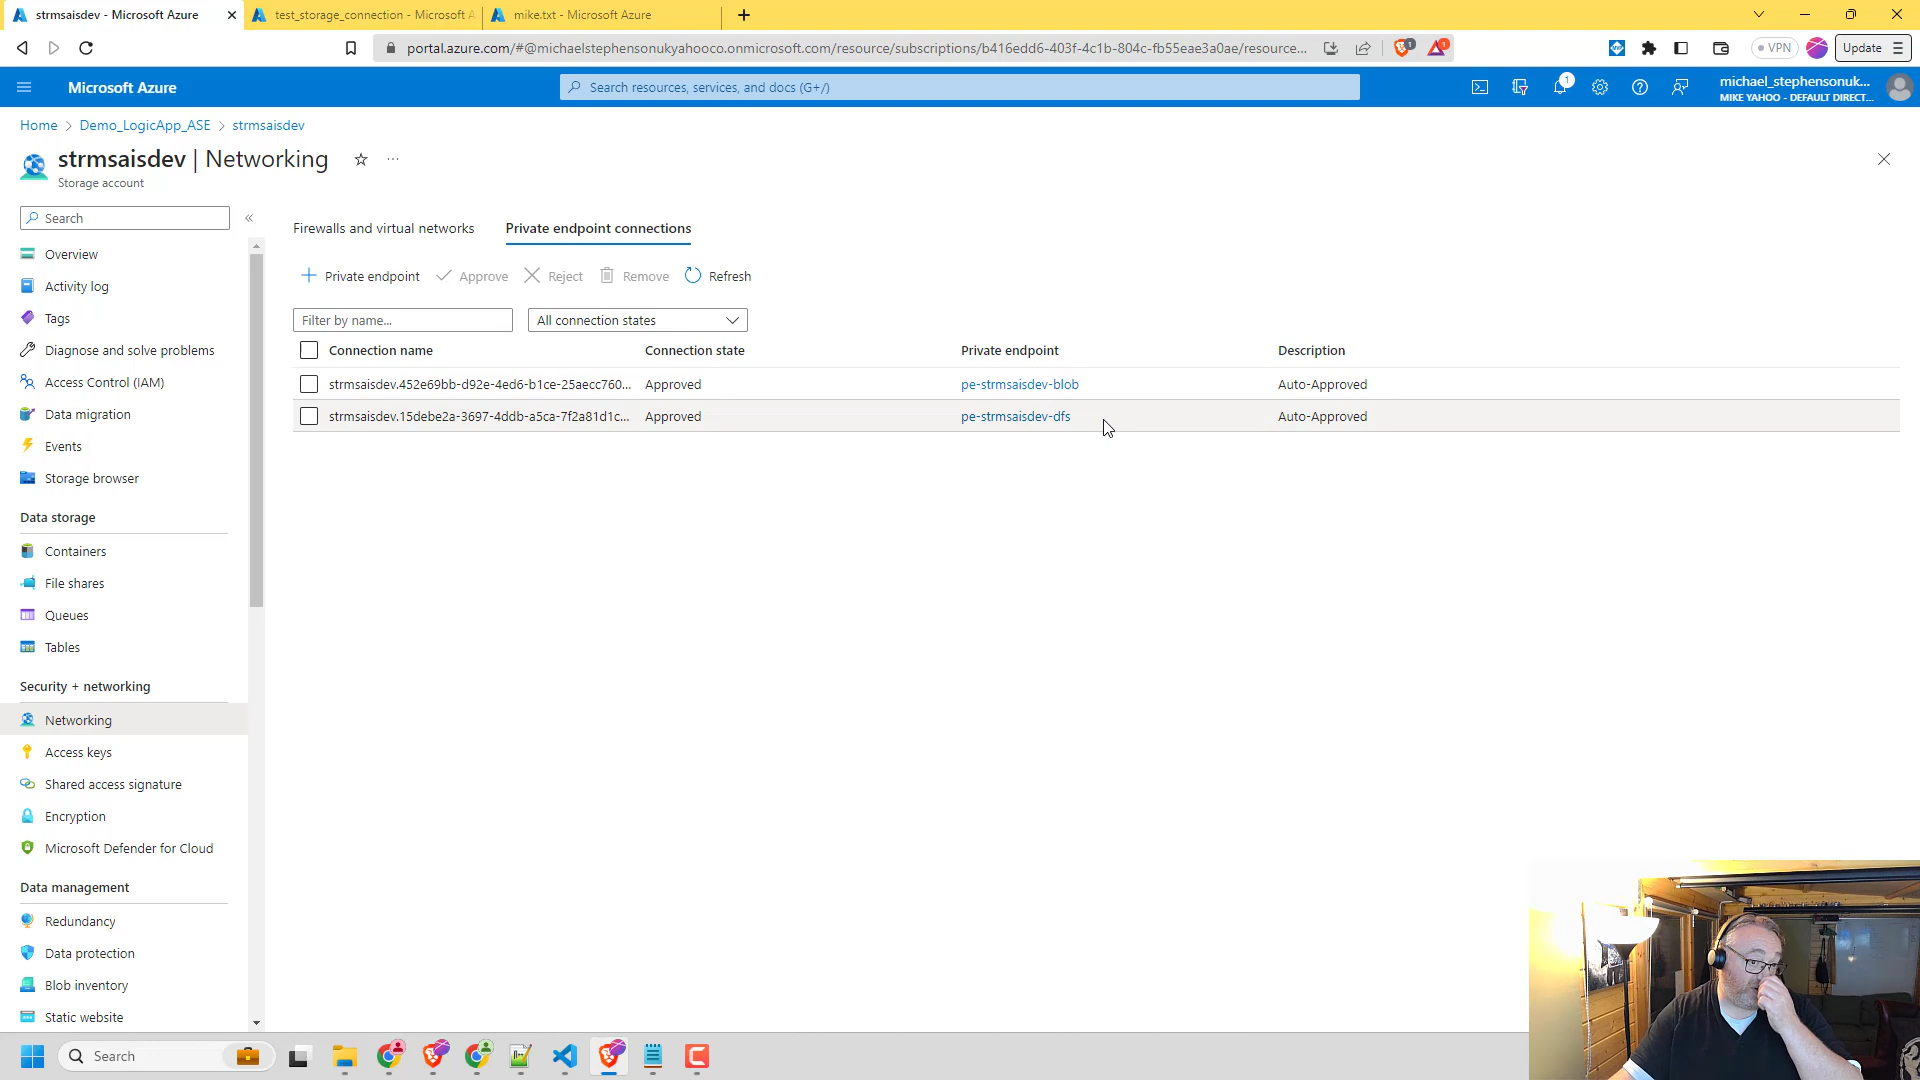 strmsaisdev - Microsoft Azure
test_storage_connection - Microsoft A
mike.txt - Microsoft Azure
portal.azure.com/#@michaelstephensonukyahooco.onmicrosoft.com/resource/subscriptions/b416edd6-403f-4c1b-804c-fb55eae3a0ae/resource...
VPN
Update
Microsoft Azure
Search resources, services, and docs (G+/)
1
michael_stephensonuk...
MIKE YAHOO - DEFAULT DIRECT...
Home > Demo_LogicApp_ASE > strmsaisdev
strmsaisdev | Networking
Storage account
Search
Overview
Activity log
Tags
Diagnose and solve problems
Access Control (IAM)
Data migration
Events
Storage browser
Data storage
Containers
File shares
Queues
Tables
Security + networking
Networking
Access keys
Shared access signature
Encryption
Microsoft Defender for Cloud
Data management
Redundancy
Data protection
Blob inventory
Static website
Firewalls and virtual networks
Private endpoint connections
Private endpoint
Approve
Reject
Remove
Refresh
Filter by name...
All connection states
Connection name Connection state Private endpoint Description
strmsaisdev.452e69bb-d92e-4ed6-b1ce-25aecc760... Approved pe-strmsaisdev-blob Auto-Approved
strmsaisdev.15debe2a-3697-4ddb-a5ca-7f2a81d1c... Approved pe-strmsaisdev-dfs Auto-Approved
Search